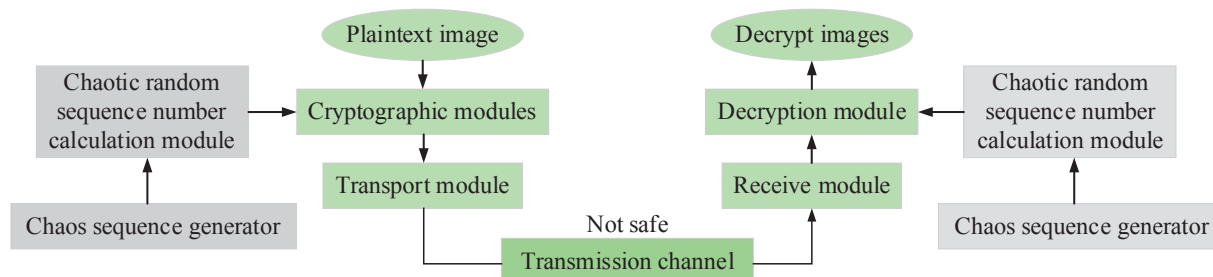 Plaintext image
Decrypt images
Chaotic random
sequence number
calculation module
Cryptographic modules
Decryption module
Chaotic random
sequence number
calculation module
Transport module
Receive module
Chaos sequence generator
Not safe
Transmission channel
Chaos sequence generator